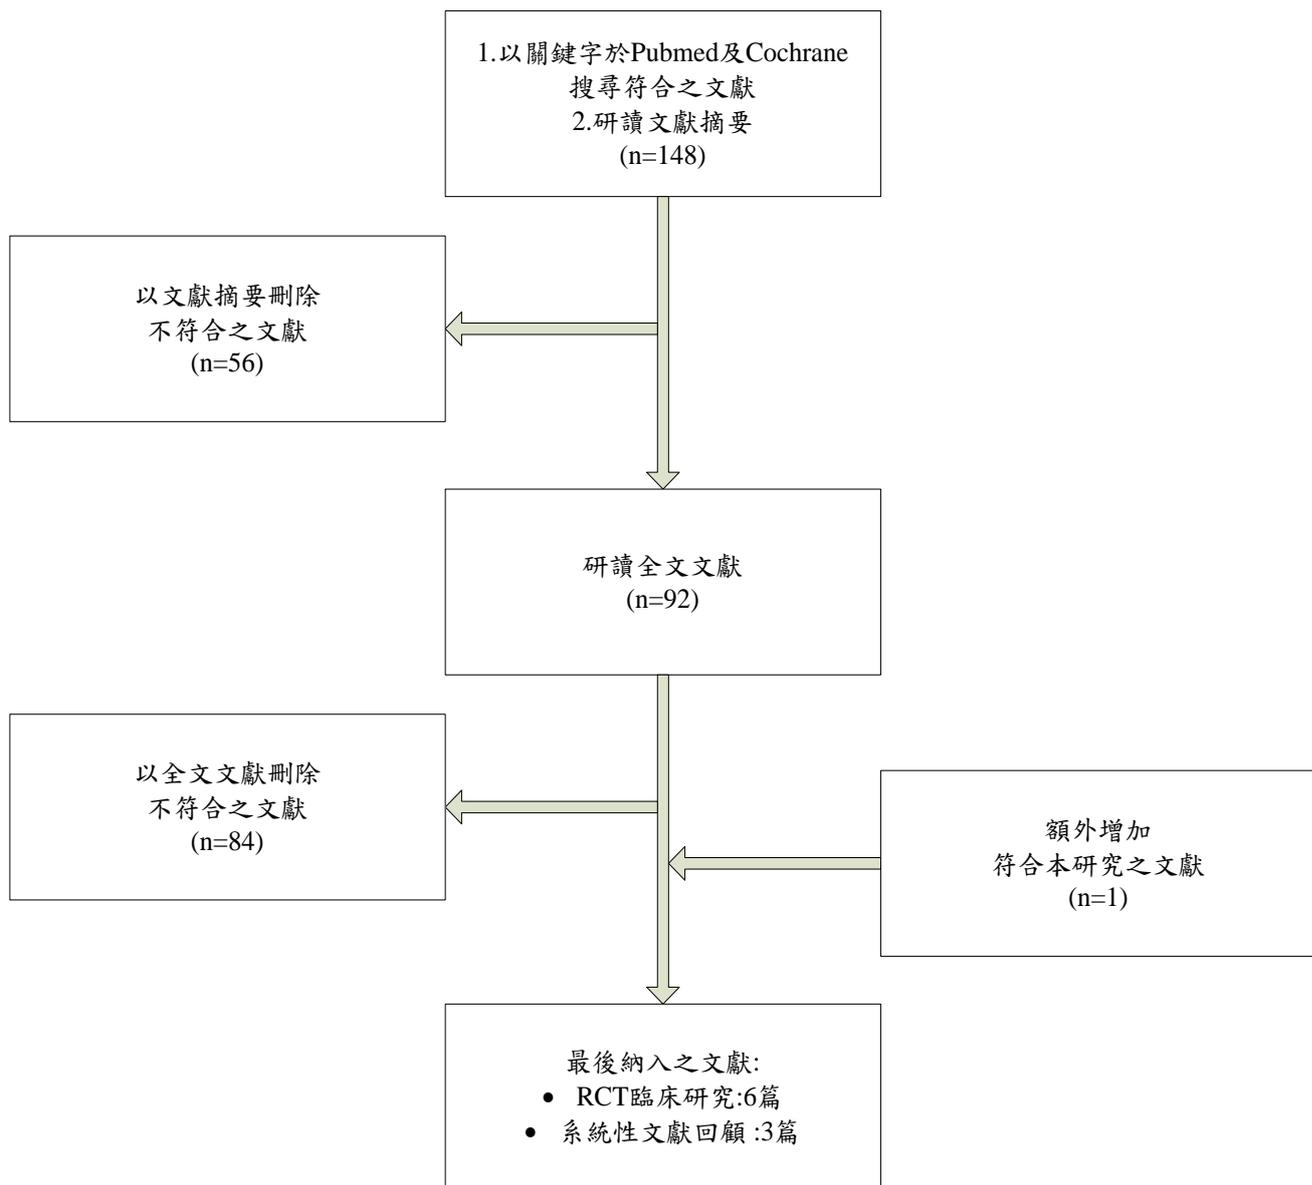 1.以關鍵字於Pubmed及Cochrane
搜尋符合之文獻
2.研讀文獻摘要
(n=148)
以文獻摘要刪除
不符合之文獻
(n=56)
研讀全文文獻
(n=92)
以全文文獻刪除
不符合之文獻
(n=84)
額外增加
符合本研究之文獻
(n=1)
最後納入之文獻:
• RCT臨床研究:6篇
• 系統性文獻回顧 :3篇